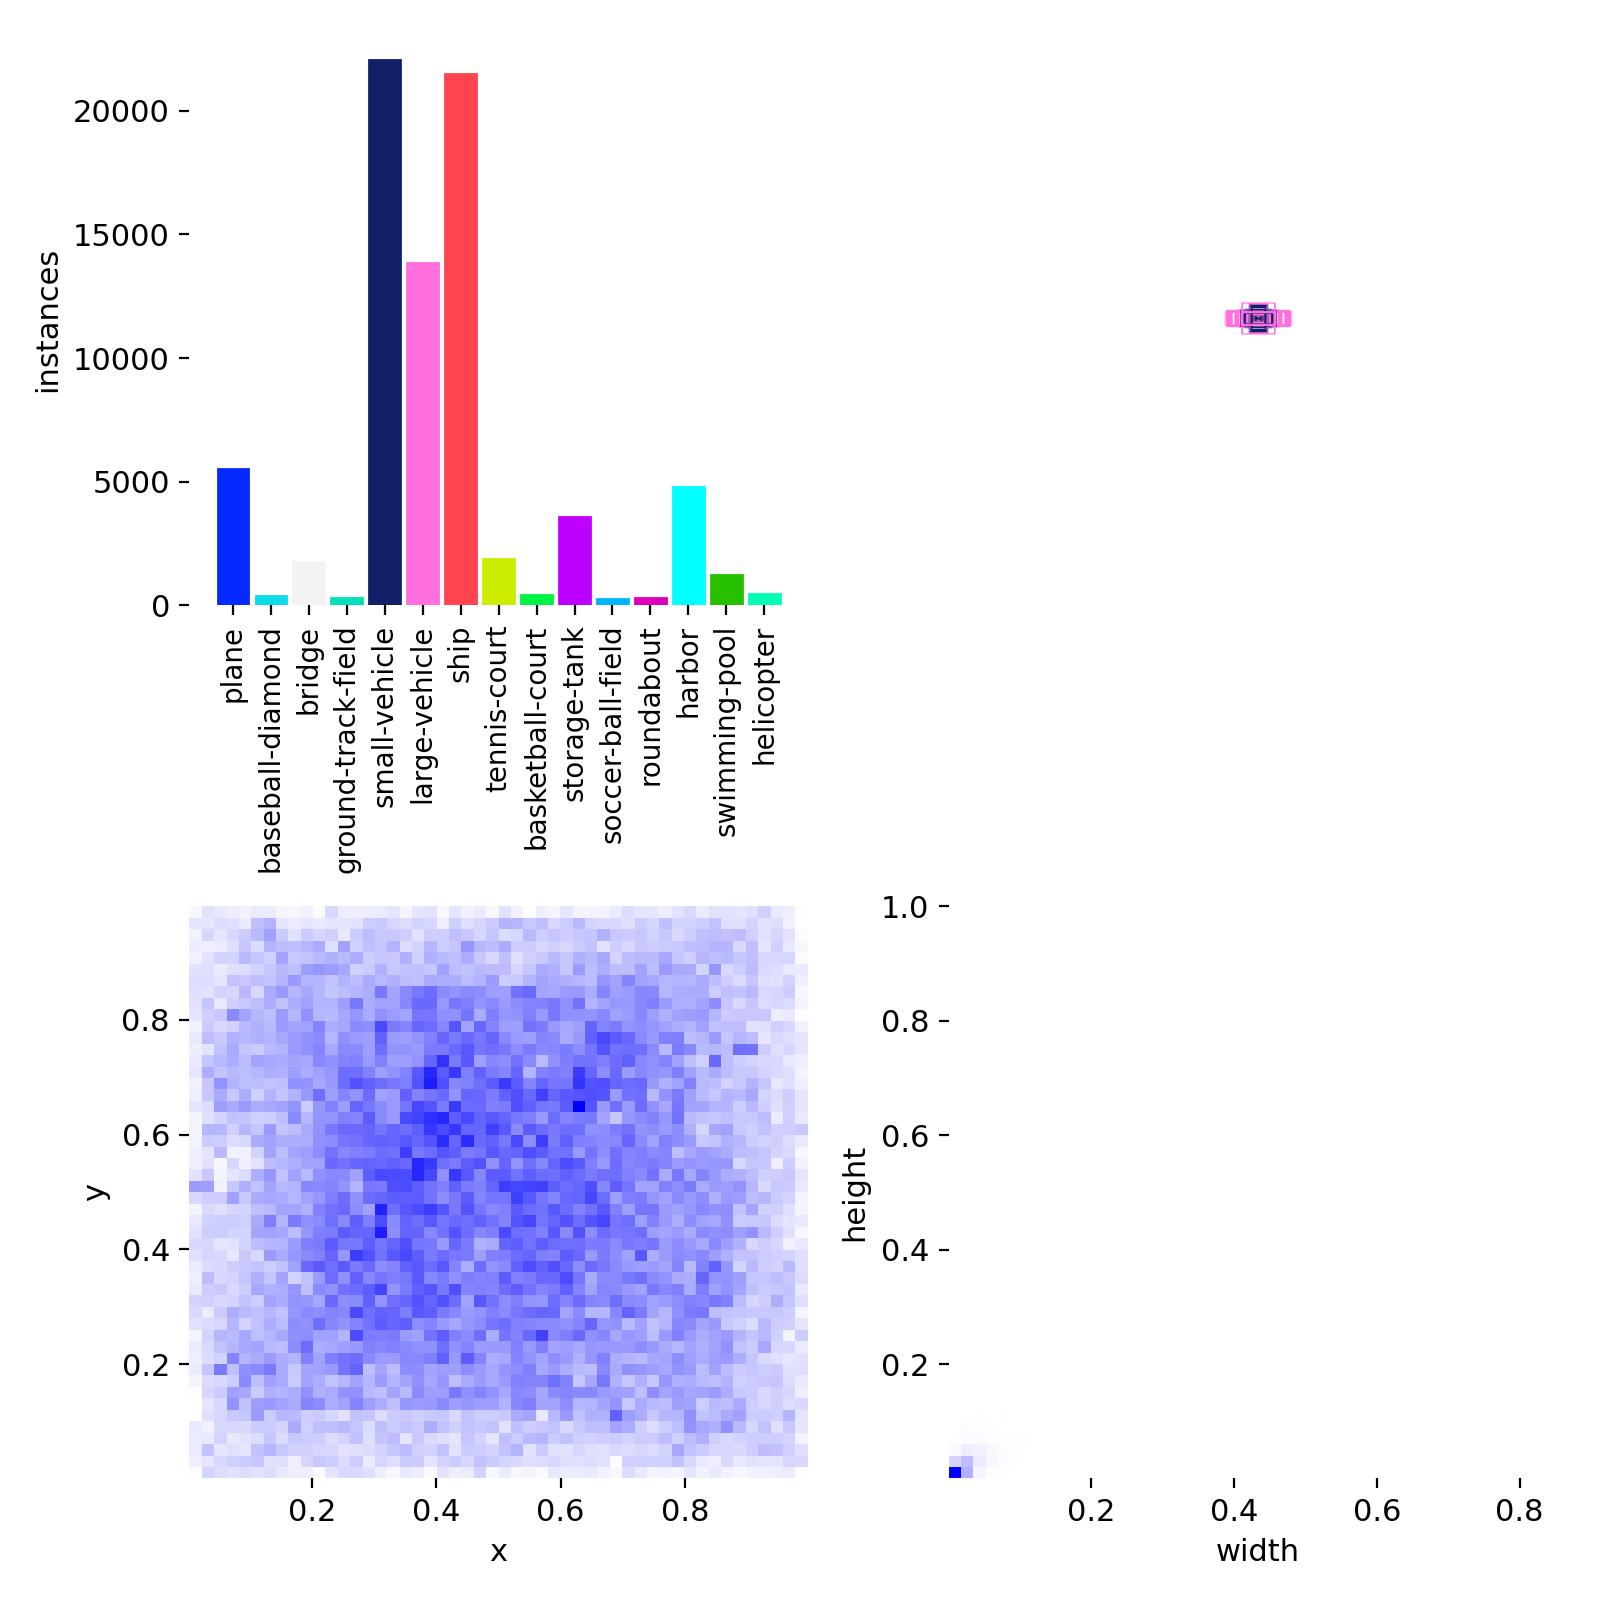 20000
15000
10000
5000
0
instances
plane
baseball-diamond
bridge
ground-track-field
small-vehicle
large-vehicle
ship
tennis-court
basketball-court
storage-tank
soccer-ball-field
roundabout
harbor
swimming-pool
helicopter
0.8
0.6
0.4
0.2
y
0.2 0.4 0.6 0.8
x
1.0
0.8
0.6
0.4
0.2
height
0.2 0.4 0.6 0.8
width